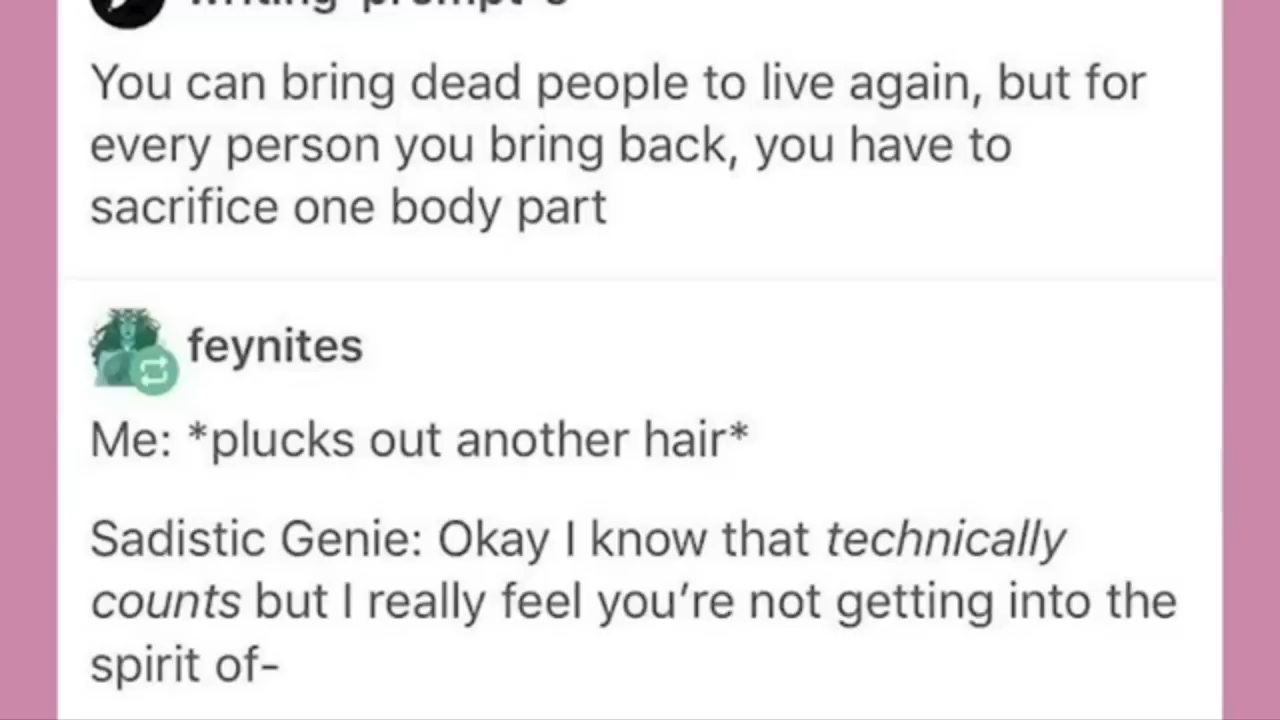 You can bring dead people to live again, but for
every person you bring back, you have to
sacrifice one body part
feynites
Me: *plucks out another hair*
Sadistic Genie: Okay I know that technically
counts but I really feel you're not getting into the
spirit of-